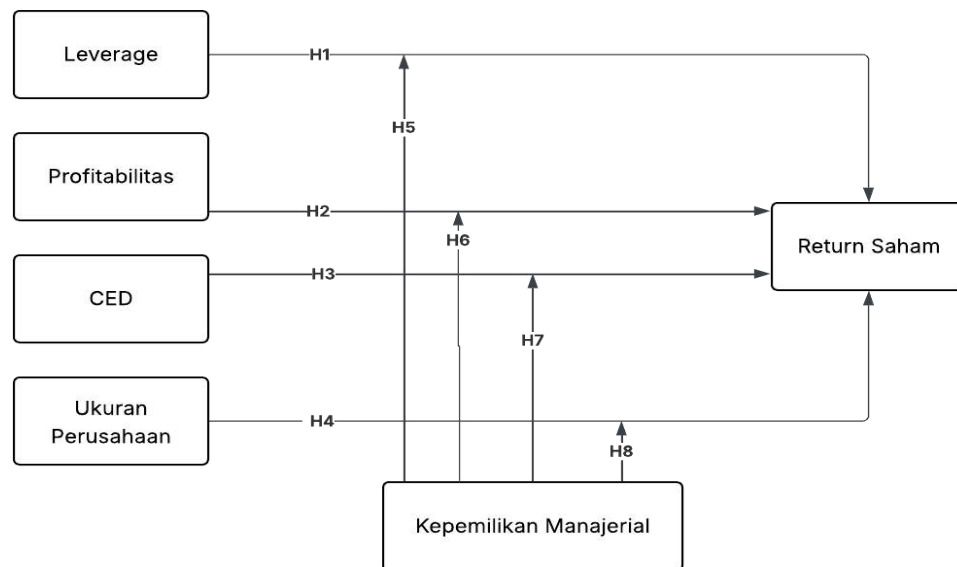 Leverage
H1
H5
Profitabilitas
H2
H6
Return Saham
CED
H3
H7
Ukuran
Perusahaan
H4
H8
Kepemilikan Manajerial